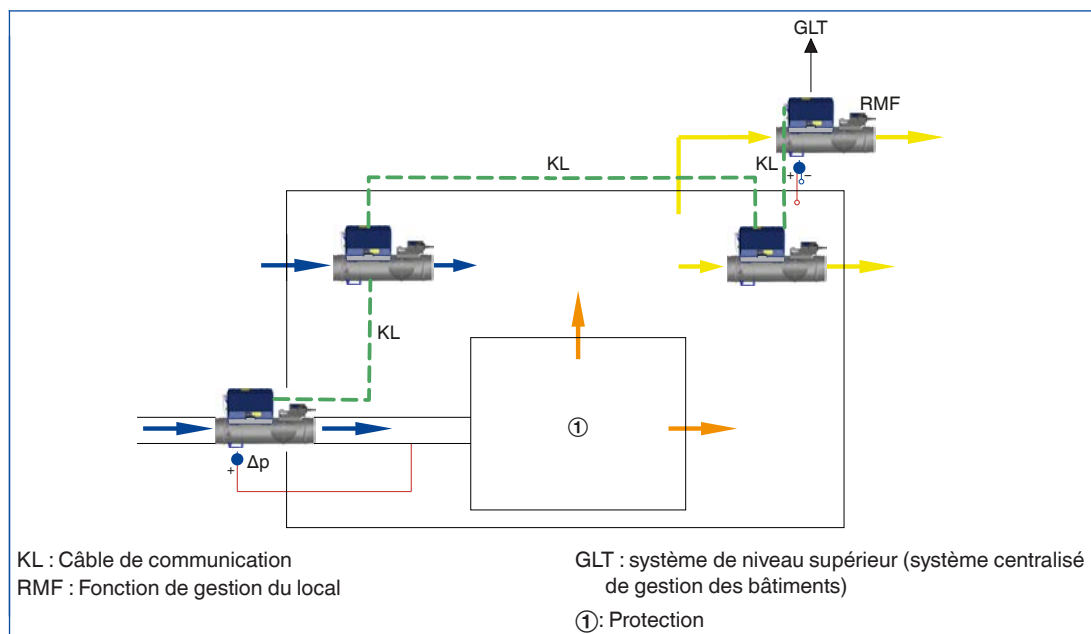 GLT
RMF
KL
KL
+ –
KL
①
Δp
+
KL : Câble de communication
RMF : Fonction de gestion du local
GLT : système de niveau supérieur (système centralisé
de gestion des bâtiments)
①: Protection